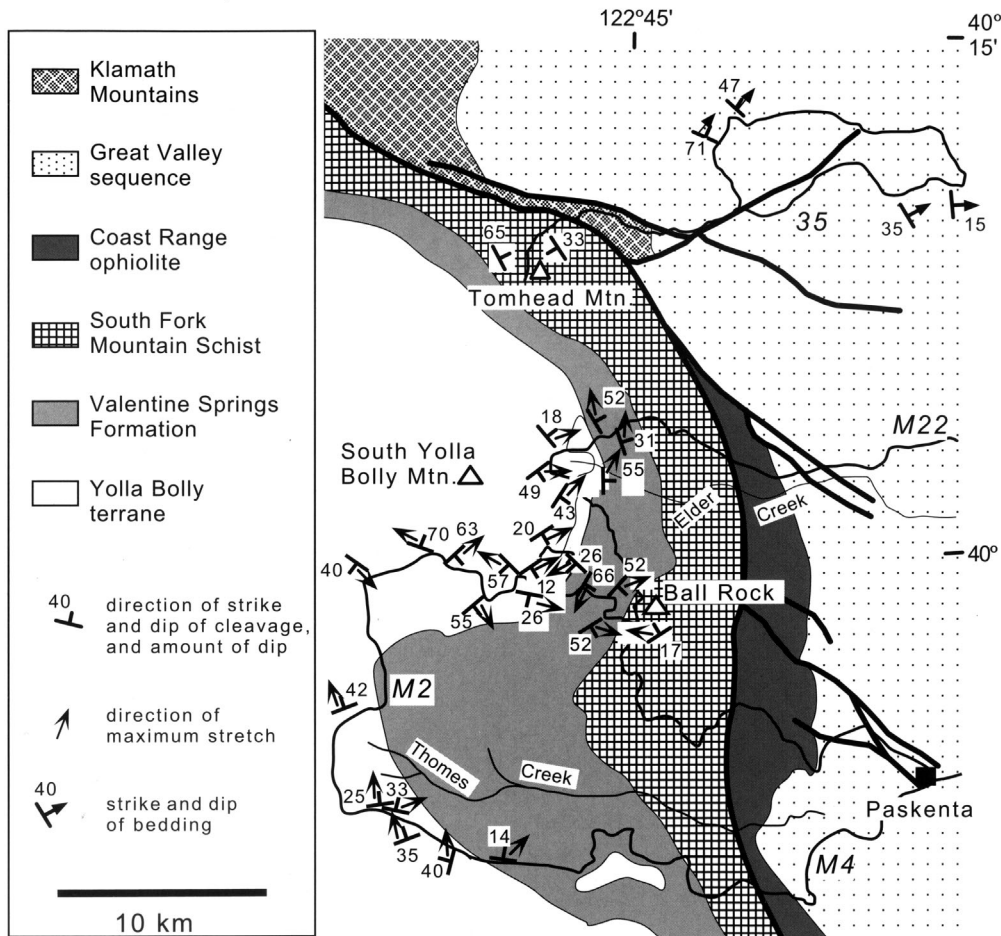 Klamath
Mountains
Great Valley
sequence
Coast Range
ophiolite
South Fork
Mountain Schist
Valentine Springs
Formation
Yolla Bolly
terrane
40
direction of strike
and dip of cleavage,
and amount of dip
direction of
maximum stretch
40
strike and dip
of bedding
10 km
122º45'
40º
15'
47
71
35
35
15
65
33
Tomhead Mtn.
52
18
31
M22
South Yolla
Bolly Mtn.
55
49
43
Elder
Creek
20
70
63
26
40º
40
52
57
12
66
Ball Rock
55
26
52
17
M2
42
Thomes
Creek
25
33
Paskenta
35
14
40
M4